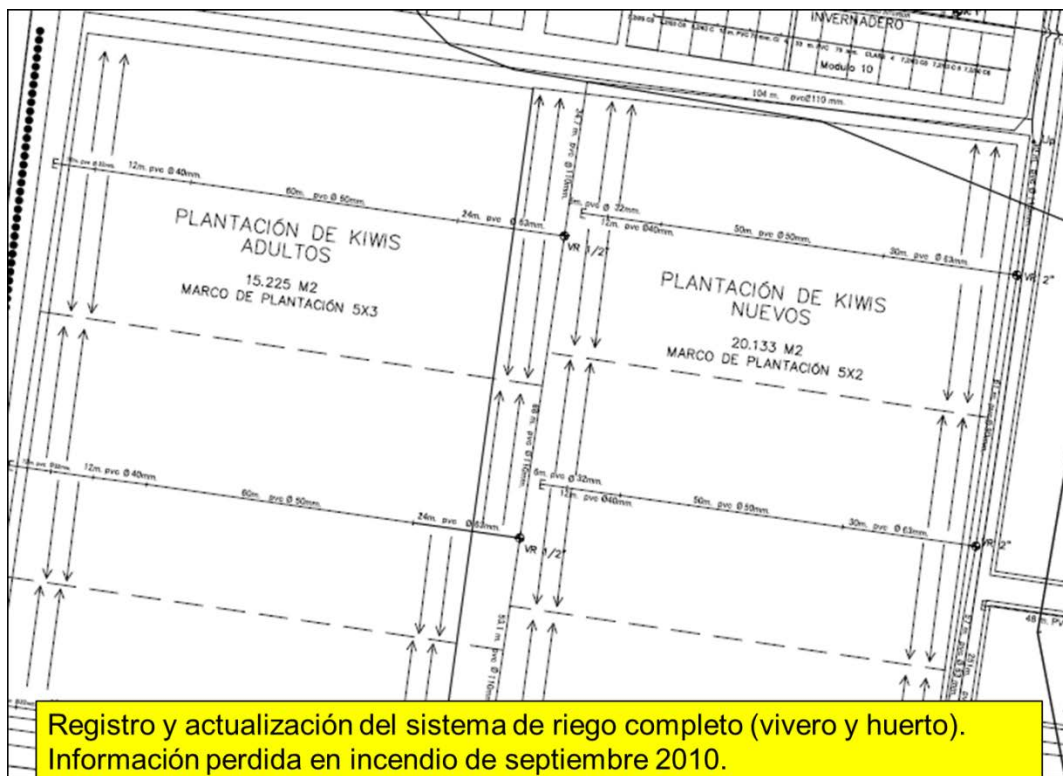 INVERNADERO
Modulo 10
104 m. pvcØ110 mm.
12m. pvc Ø 40mm.
60m. pvc Ø 50mm.
24m. pvc Ø 63mm.
VR 1/2"
PLANTACIÓN DE KIWIS
ADULTOS
15.225 M2
MARCO DE PLANTACIÓN 5X3
12m. pvc Ø40mm.
50m. pvc Ø50mm.
30m. pvc Ø 63mm.
VR 2"
PLANTACIÓN DE KIWIS
NUEVOS
20.133 M2
MARCO DE PLANTACIÓN 5X2
12m. pvc Ø 40mm.
60m. pvc Ø 50mm.
24m. pvc Ø 63mm.
VR 1/2"
6m. pvc Ø 32mm.
12m. pvc Ø40mm.
50m. pvc Ø 50mm.
30m. pvc Ø 63mm.
VR 2"
48 m. PV
Registro y actualización del sistema de riego completo (vivero y huerto).
Información perdida en incendio de septiembre 2010.